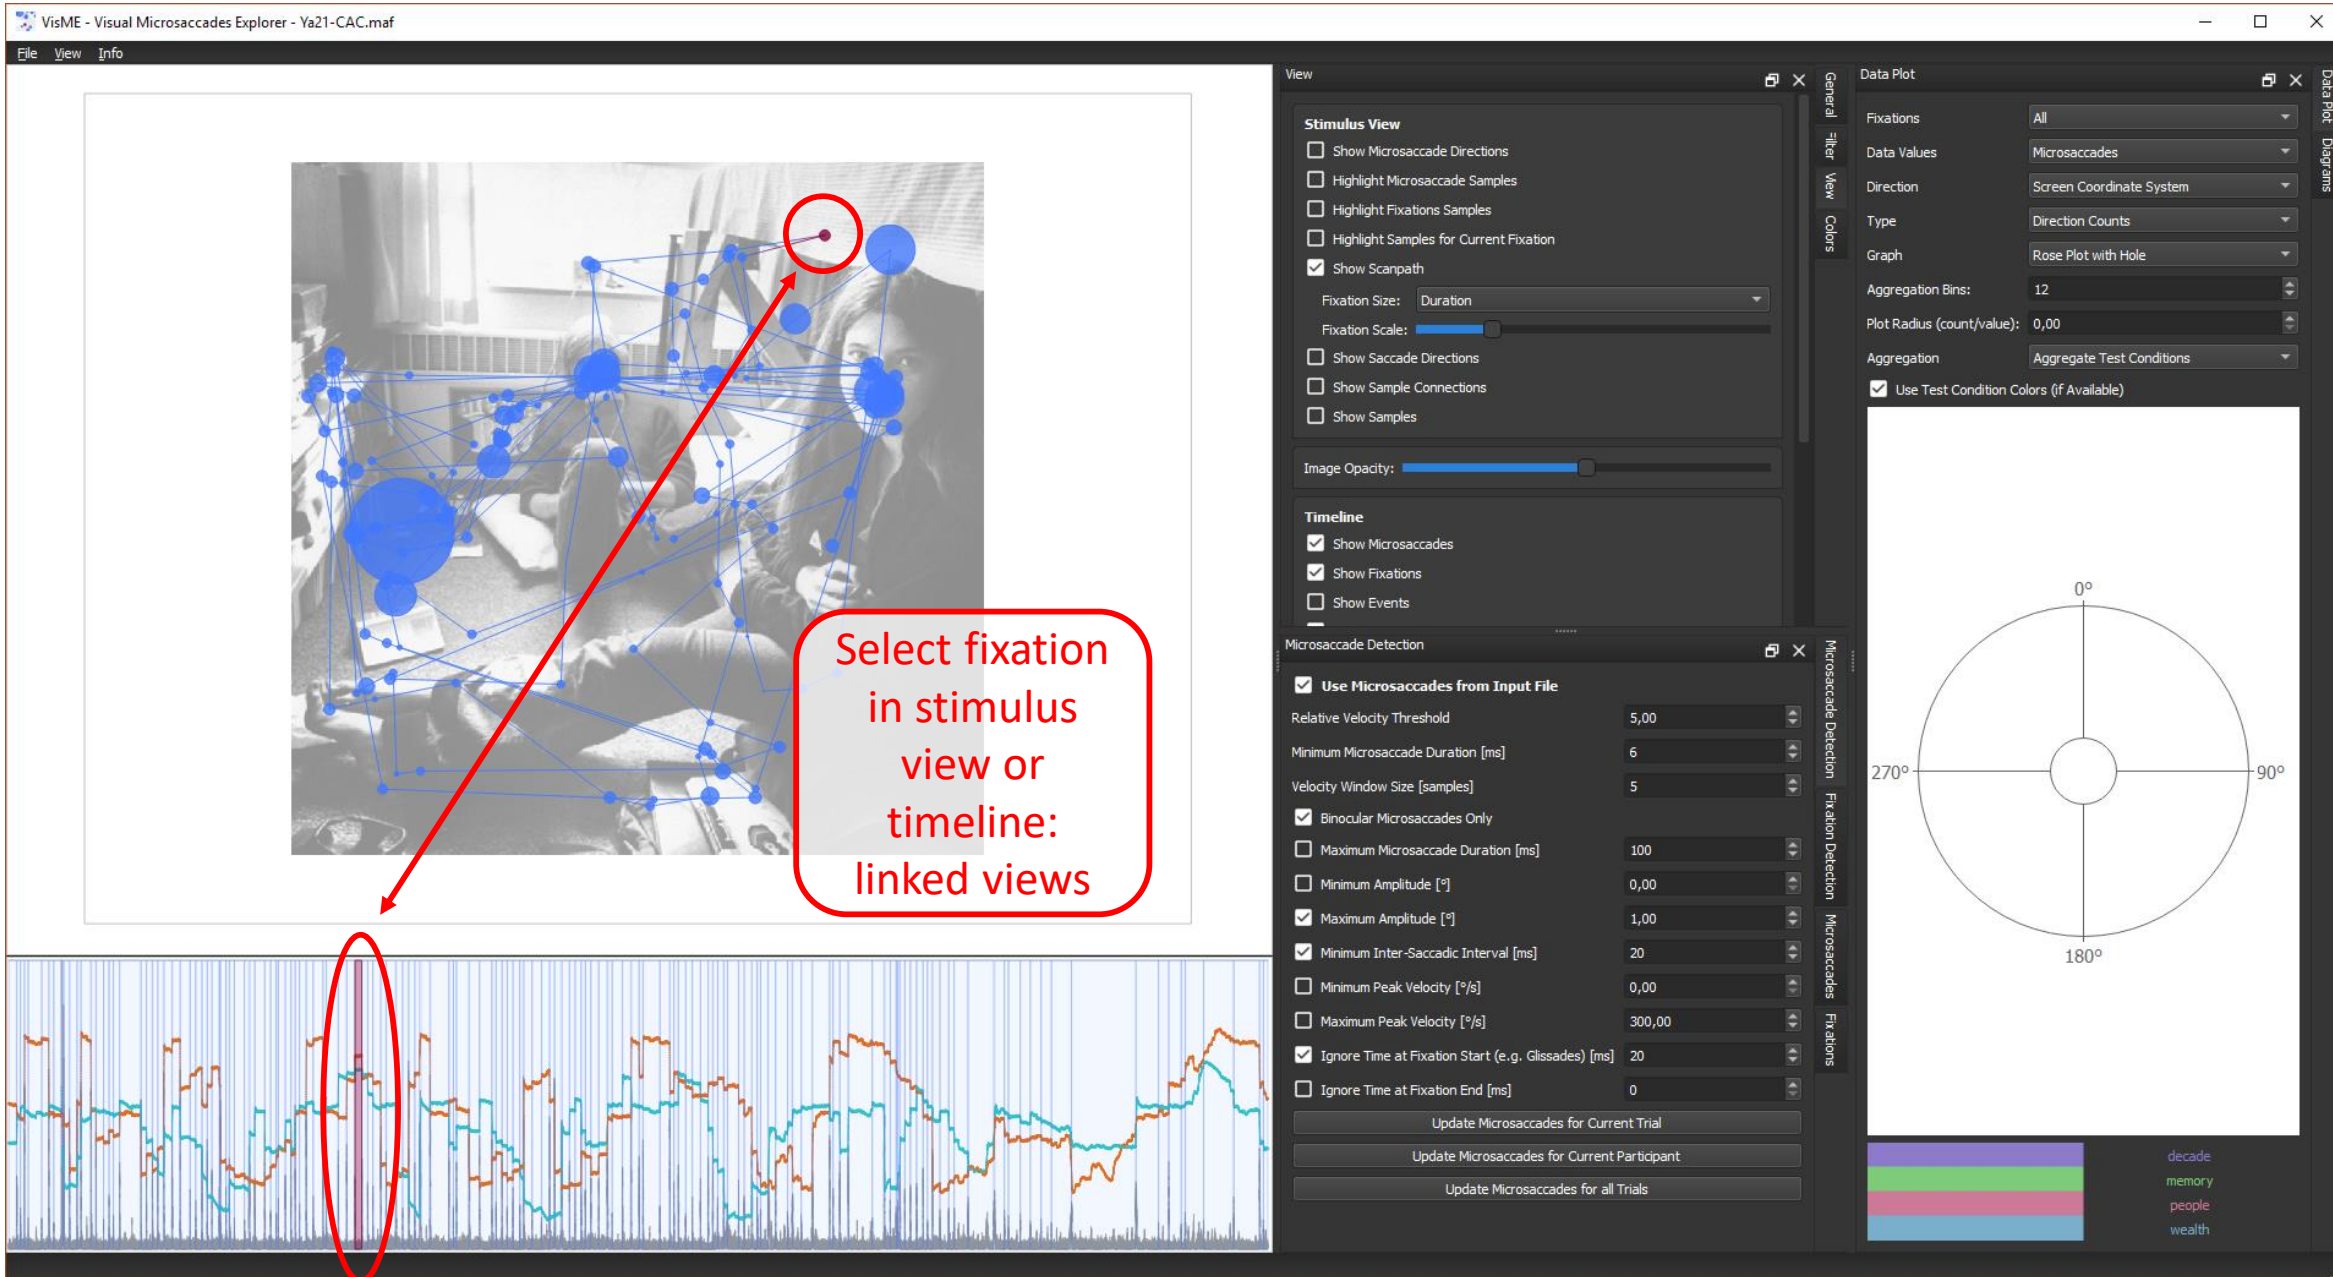 VisME - Visual Microsaccades Explorer - Ya21-CAC.maf
File View Info
Select fixation
in stimulus
view or
timeline:
linked views
View
Stimulus View
Show Microsaccade Directions
Highlight Microsaccade Samples
Highlight Fixations Samples
Highlight Samples for Current Fixation
Show Scanpath
Fixation Size: Duration
Fixation Scale:
Show Saccade Directions
Show Sample Connections
Show Samples
Image Opacity:
Timeline
Show Microsaccades
Show Fixations
Show Events
General
Filter
View
Colors
Microsaccade Detection
Use Microsaccades from Input File
Relative Velocity Threshold 5,00
Minimum Microsaccade Duration [ms] 6
Velocity Window Size [samples] 5
Binocular Microsaccades Only
Maximum Microsaccade Duration [ms] 100
Minimum Amplitude [°] 0,00
Maximum Amplitude [°] 1,00
Minimum Inter-Saccadic Interval [ms] 20
Minimum Peak Velocity [°/s] 0,00
Maximum Peak Velocity [°/s] 300,00
Ignore Time at Fixation Start (e.g. Glissades) [ms] 20
Ignore Time at Fixation End [ms] 0
Update Microsaccades for Current Trial
Update Microsaccades for Current Participant
Update Microsaccades for all Trials
Microsaccade Detection
Fixation Detection
Microsaccades
Fixations
Data Plot
Fixations All
Data Values Microsaccades
Direction Screen Coordinate System
Type Direction Counts
Graph Rose Plot with Hole
Aggregation Bins: 12
Plot Radius (count/value): 0,00
Aggregation Aggregate Test Conditions
Use Test Condition Colors (if Available)
0°
270°
90°
180°
decade
memory
people
wealth
Data Plot
Diagrams